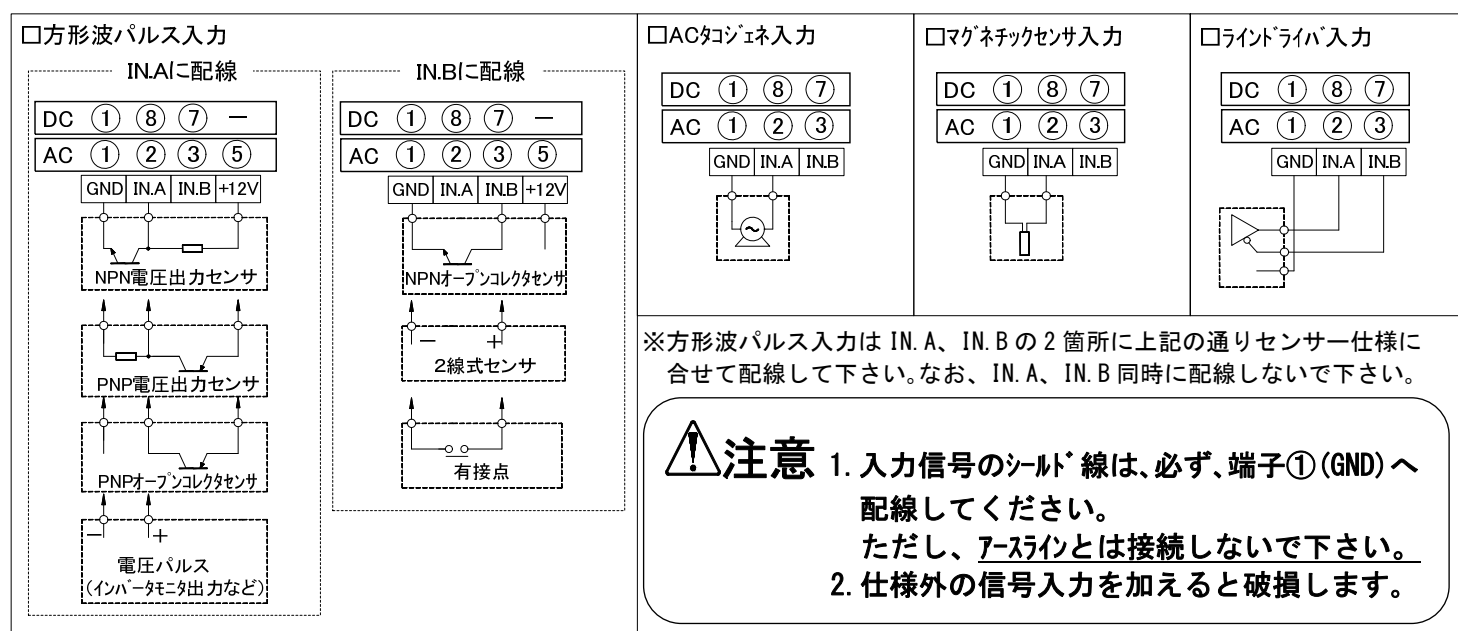 □方形波パルス入力
IN.Aに配線
DC ① ⑧ ⑦ －
AC ① ② ③ ⑤
GND IN.A IN.B +12V
NPN電圧出力センサ
PNP電圧出力センサ
PNPオープンコレクタセンサ
－ +
電圧パルス
(インバータモニタ出力など)
IN.Bに配線
DC ① ⑧ ⑦ －
AC ① ② ③ ⑤
GND IN.A IN.B +12V
NPNオープンコレクタセンサ
－ +
2線式センサ
有接点
□ACタコジェネ入力
DC ① ⑧ ⑦
AC ① ② ③
GND IN.A IN.B
□マグネチックセンサ入力
DC ① ⑧ ⑦
AC ① ② ③
GND IN.A IN.B
□ラインドライバ入力
DC ① ⑧ ⑦
AC ① ② ③
GND IN.A IN.B
※方形波パルス入力は IN.A、IN.B の 2 箇所に上記の通りセンサー仕様に
合せて配線して下さい。なお、IN.A、IN.B 同時に配線しないで下さい。
注意 1. 入力信号のシールド線は、必ず、端子①(GND)へ
配線してください。
ただし、アースラインとは接続しないで下さい。
2. 仕様外の信号入力を加えると破損します。